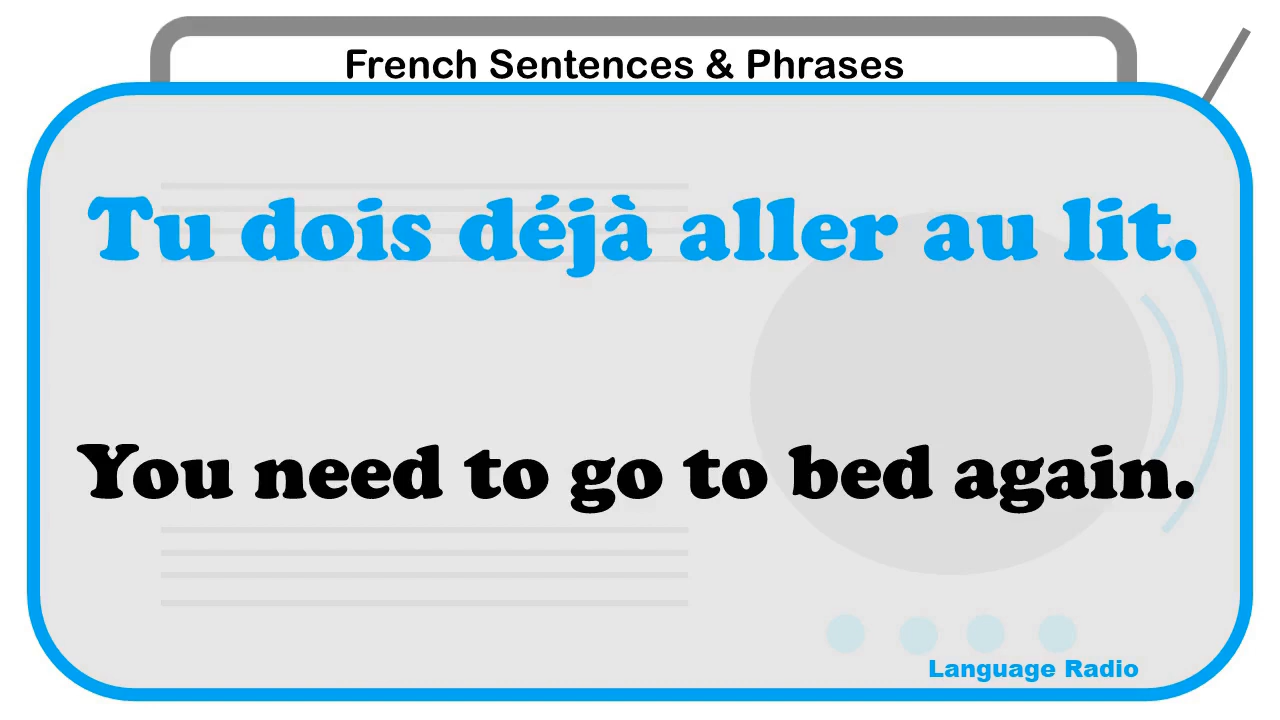 French Sentences & Phrases
Tu dois déjà aller au lit.
You need to go to bed again.
Language Radio